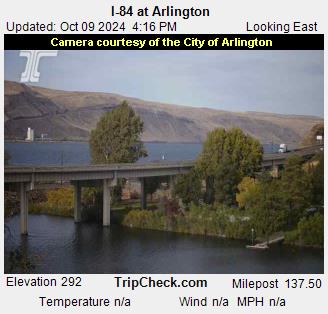 I-84 at Arlington
Updated: Oct 09 2024 4:16 PM Looking East
Camera courtesy of the City of Arlington
Elevation 292 TripCheck.com Milepost 137.50
Temperature n/a Wind n/a MPH n/a